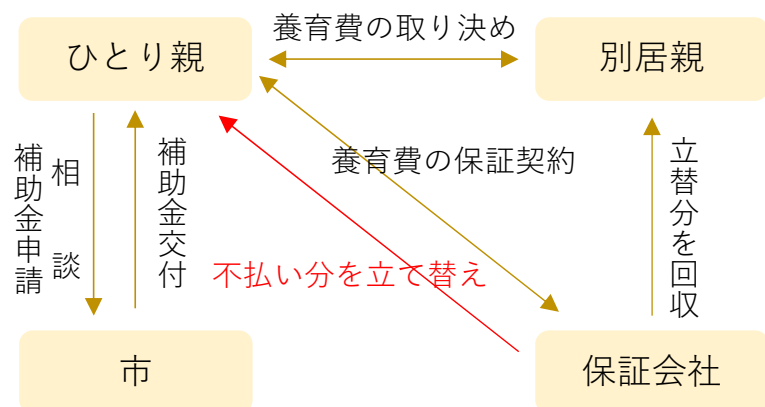 養育費の取り決め
ひとり親
別居親
相談
補助金申請
補助金交付
養育費の保証契約
立替分を回収
不払い分を立て替え
市
保証会社